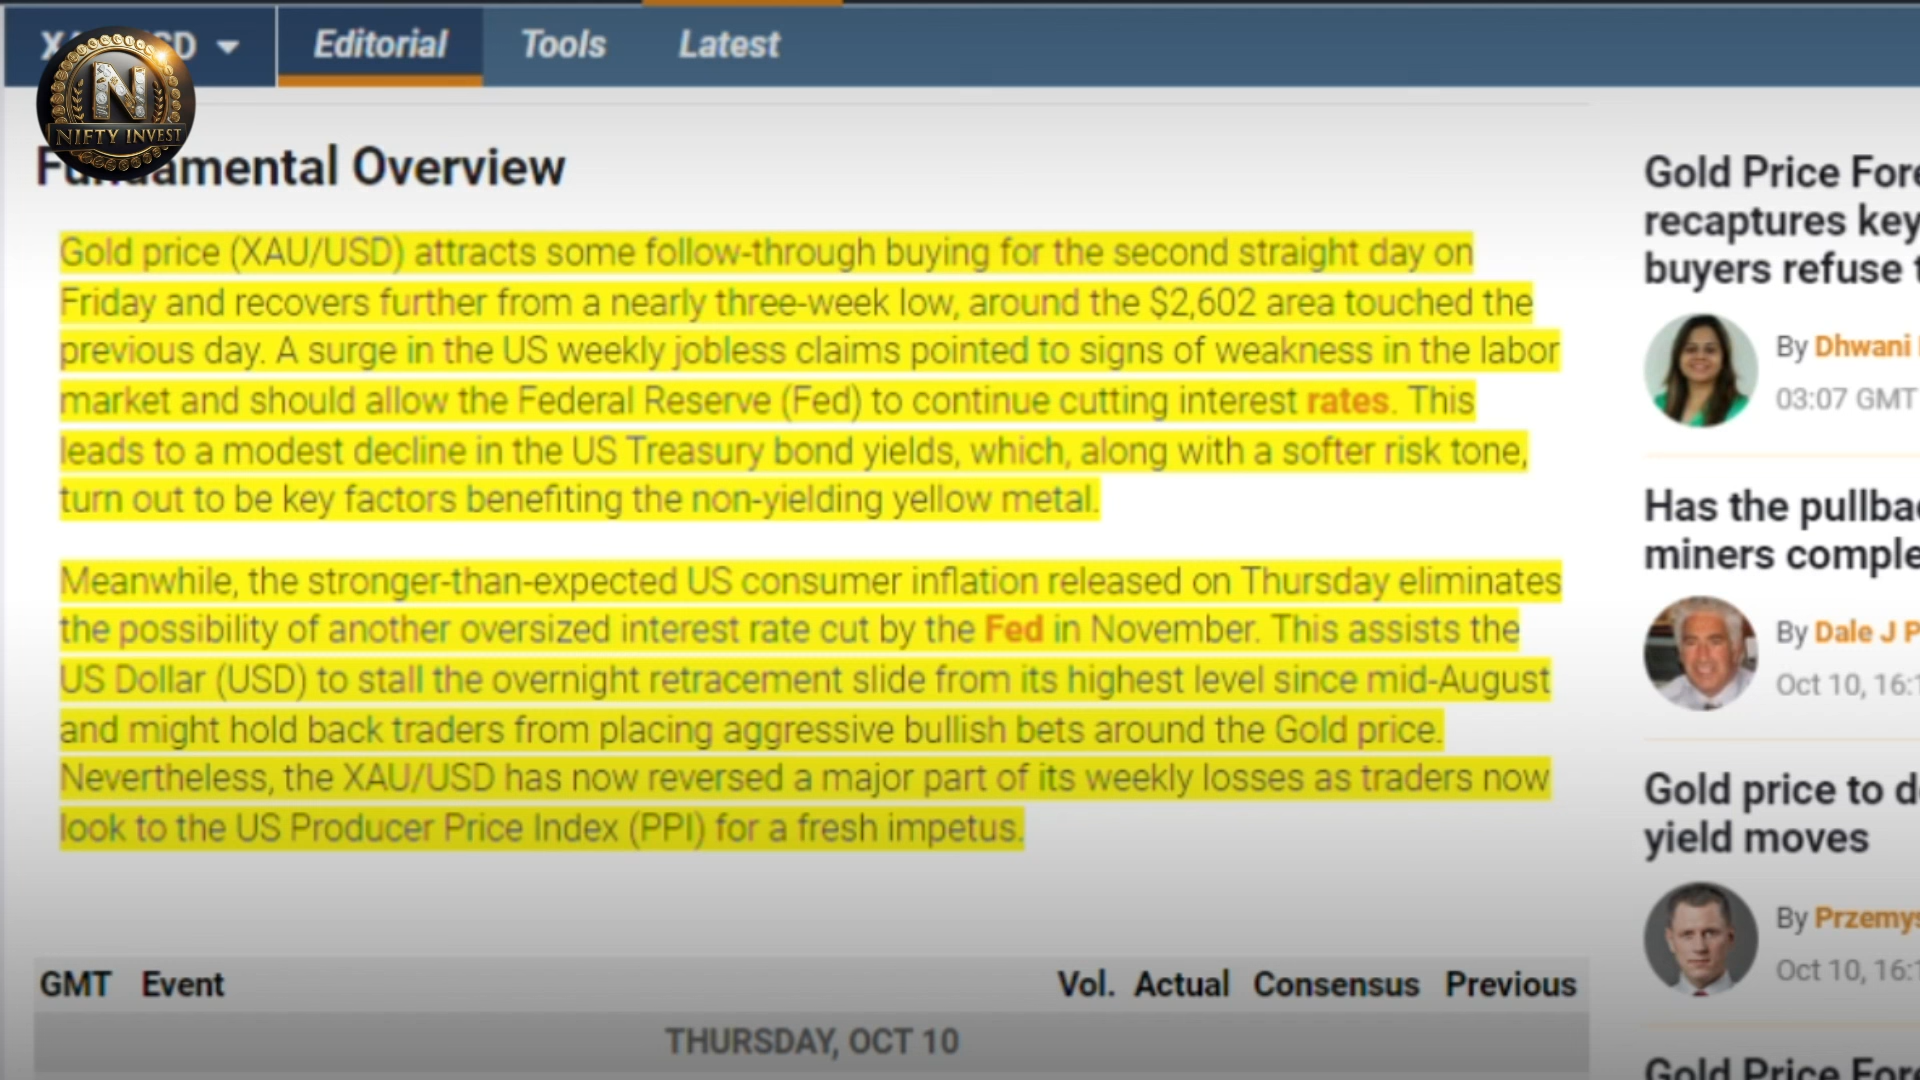 Editorial
Tools
Latest
NIFTY INVEST
Fundamental Overview
Gold price (XAU/USD) attracts some follow-through buying for the second straight day on
Friday and recovers further from a nearly three-week low, around the $2,602 area touched the
previous day. A surge in the US weekly jobless claims pointed to signs of weakness in the labor
market and should allow the Federal Reserve (Fed) to continue cutting interest rates. This
leads to a modest decline in the US Treasury bond yields, which, along with a softer risk tone,
turn out to be key factors benefiting the non-yielding yellow metal.
Meanwhile, the stronger-than-expected US consumer inflation released on Thursday eliminates
the possibility of another oversized interest rate cut by the Fed in November. This assists the
US Dollar (USD) to stall the overnight retracement slide from its highest level since mid-August
and might hold back traders from placing aggressive bullish bets around the Gold price.
Nevertheless, the XAU/USD has now reversed a major part of its weekly losses as traders now
look to the US Producer Price Index (PPI) for a fresh impetus.
GMT Event Vol. Actual Consensus Previous
THURSDAY, OCT 10
Gold Price
recaptures key
buyers refuse
By Dhwani
03:07 GMT
Has the
miners
By Dale J
Oct 10,
Gold price to
yield moves
By
Oct 10,
Gold Price